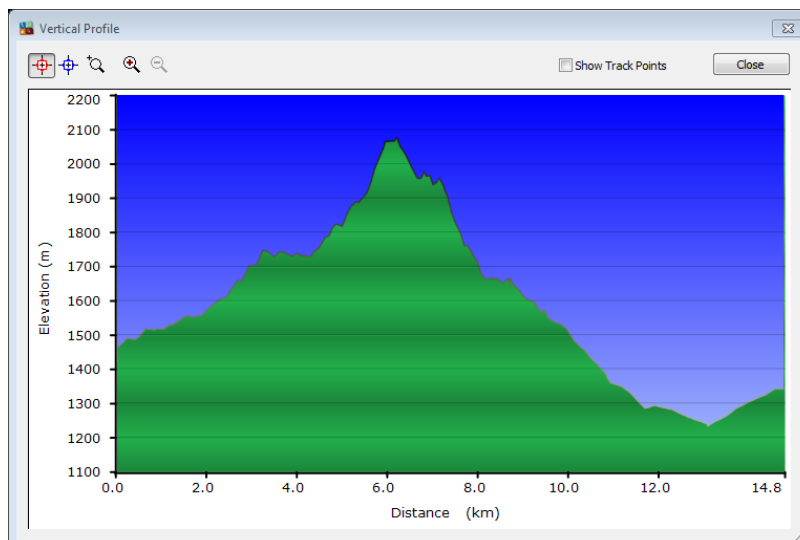 Vertical Profile
Show Track Points
Close
2200
2100
2000
1900
1800
1700
1600
1500
1400
1300
1200
1100
Elevation (m)
0.0 2.0 4.0 6.0 8.0 10.0 12.0 14.8
Distance (km)